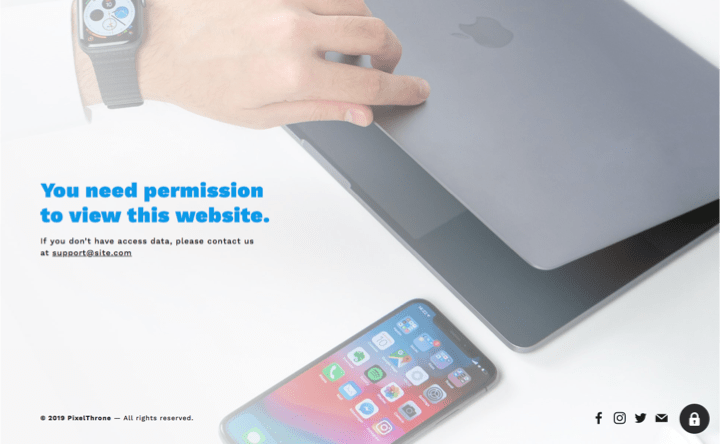 You need permission
to view this website.
If you don't have access data, please contact us
at support@site.com
© 2019 PixelThrone — All rights reserved.